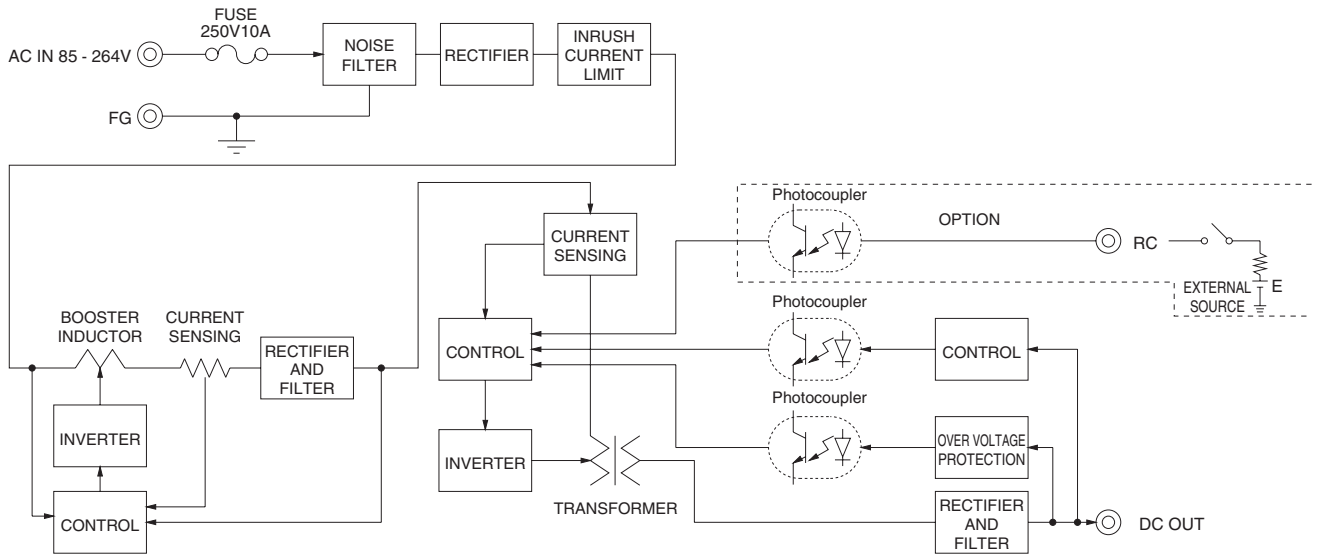 FUSE
250V10A
AC IN 85 - 264V
NOISE
FILTER
RECTIFIER
INRUSH
CURRENT
LIMIT
FG
Photocoupler
OPTION
RC
CURRENT
SENSING
EXTERNAL
SOURCE
E
BOOSTER
INDUCTOR
CURRENT
SENSING
RECTIFIER
AND
FILTER
CONTROL
Photocoupler
CONTROL
Photocoupler
INVERTER
INVERTER
OVER VOLTAGE
PROTECTION
TRANSFORMER
CONTROL
RECTIFIER
AND
FILTER
DC OUT